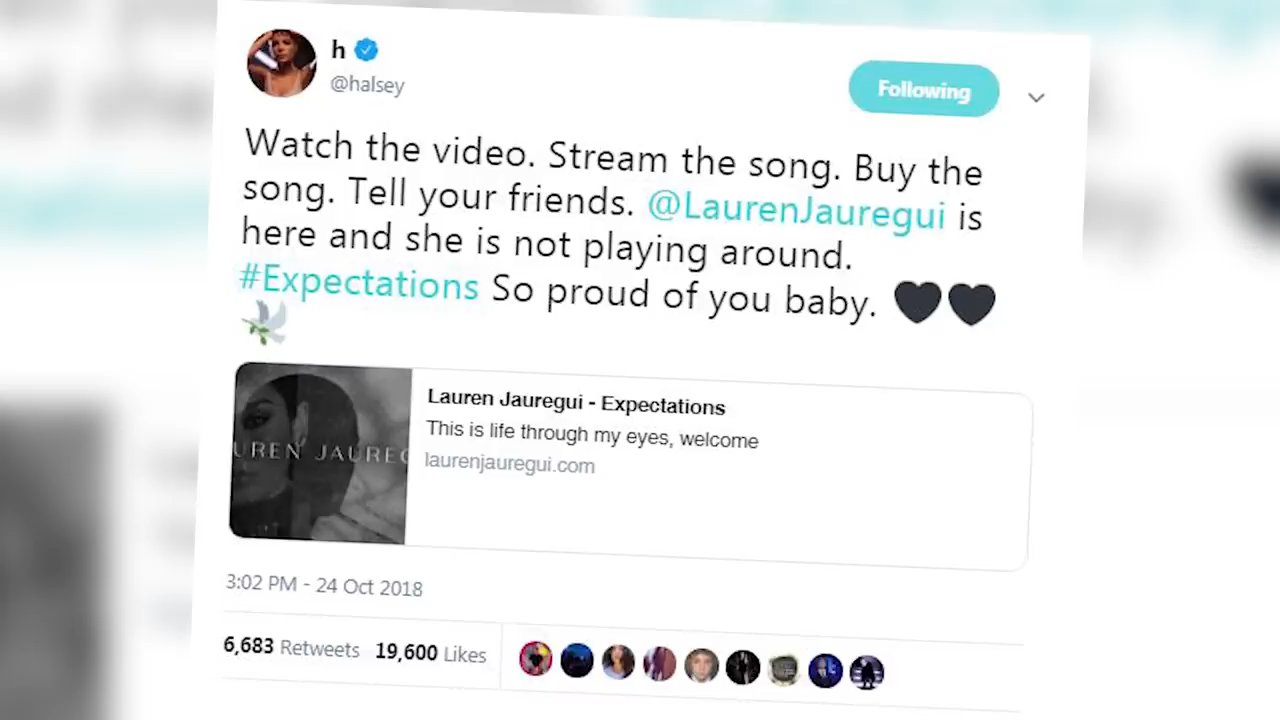 h
@halsey
Following
Watch the video. Stream the song. Buy the
song. Tell your friends. @LaurenJauregui is
here and she is not playing around.
#Expectations So proud of you baby. 🖤🖤
🕊
UREN JAUREG
Lauren Jauregui - Expectations
This is life through my eyes, welcome
laurenjauregui.com
3:02 PM - 24 Oct 2018
6,683 Retweets 19,600 Likes